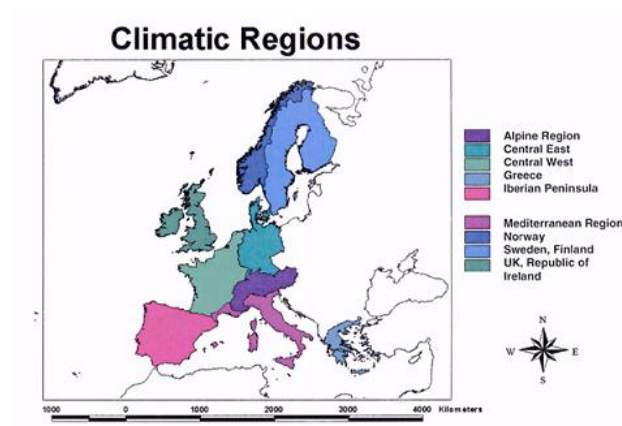 Climatic Regions
Alpine Region
Central East
Central West
Greece
Iberian Peninsula
Mediterranean Region
Norway
Sweden, Finland
UK, Republic of
Ireland
N
W E
S
1000 0 1000 2000 3000 4000 Kilometers